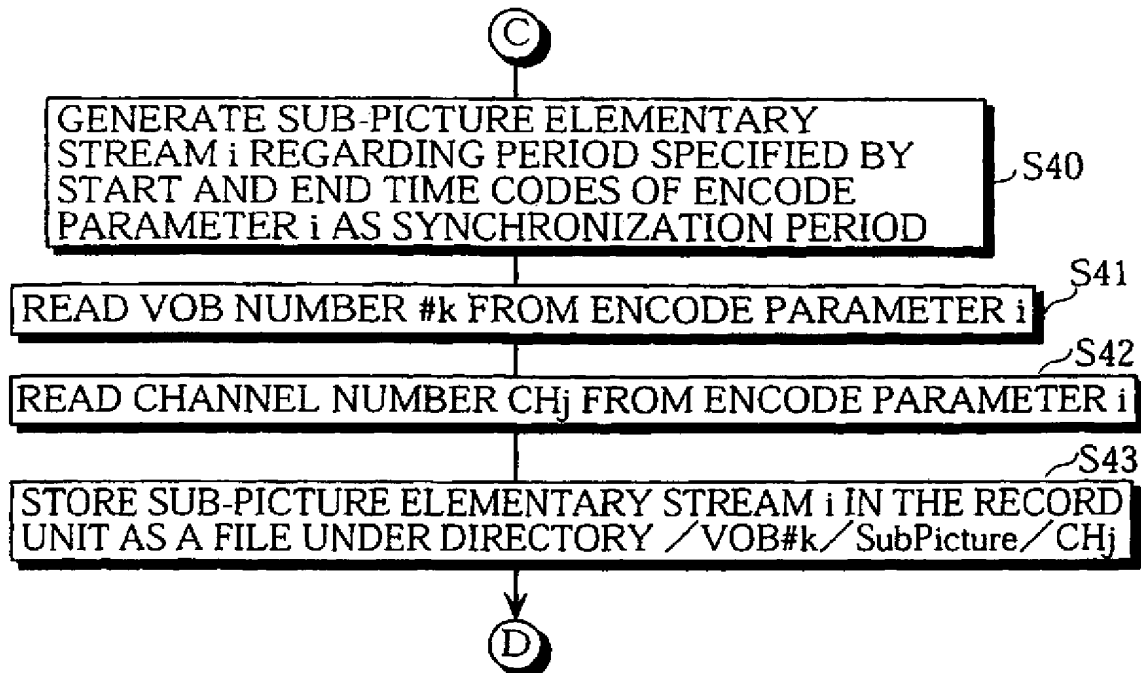 C
GENERATE SUB-PICTURE ELEMENTARY
STREAM i REGARDING PERIOD SPECIFIED BY
START AND END TIME CODES OF ENCODE
PARAMETER i AS SYNCHRONIZATION PERIOD
S40
READ VOB NUMBER #k FROM ENCODE PARAMETER i
S41
READ CHANNEL NUMBER CHj FROM ENCODE PARAMETER i
S42
STORE SUB-PICTURE ELEMENTARY STREAM i IN THE RECORD
UNIT AS A FILE UNDER DIRECTORY /VOB#k/SubPicture/CHj
S43
D